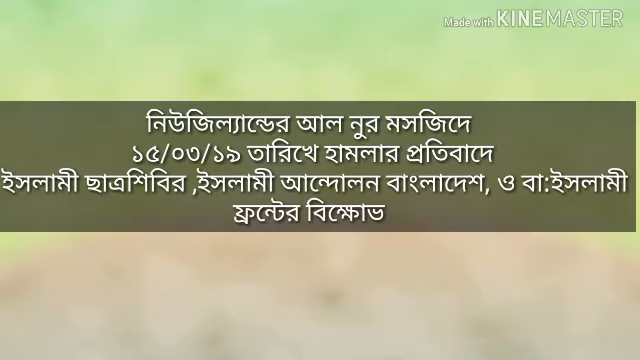 Made with KINEMASTER
নিউজিল্যান্ডের আল নুর মসজিদে
১৫/০৩/১৯ তারিখে হামলার প্রতিবাদে
ইসলামী ছাত্রশিবির ,ইসলামী আন্দোলন বাংলাদেশ, ও বা:ইসলামী
ফ্রন্টের বিক্ষোভ